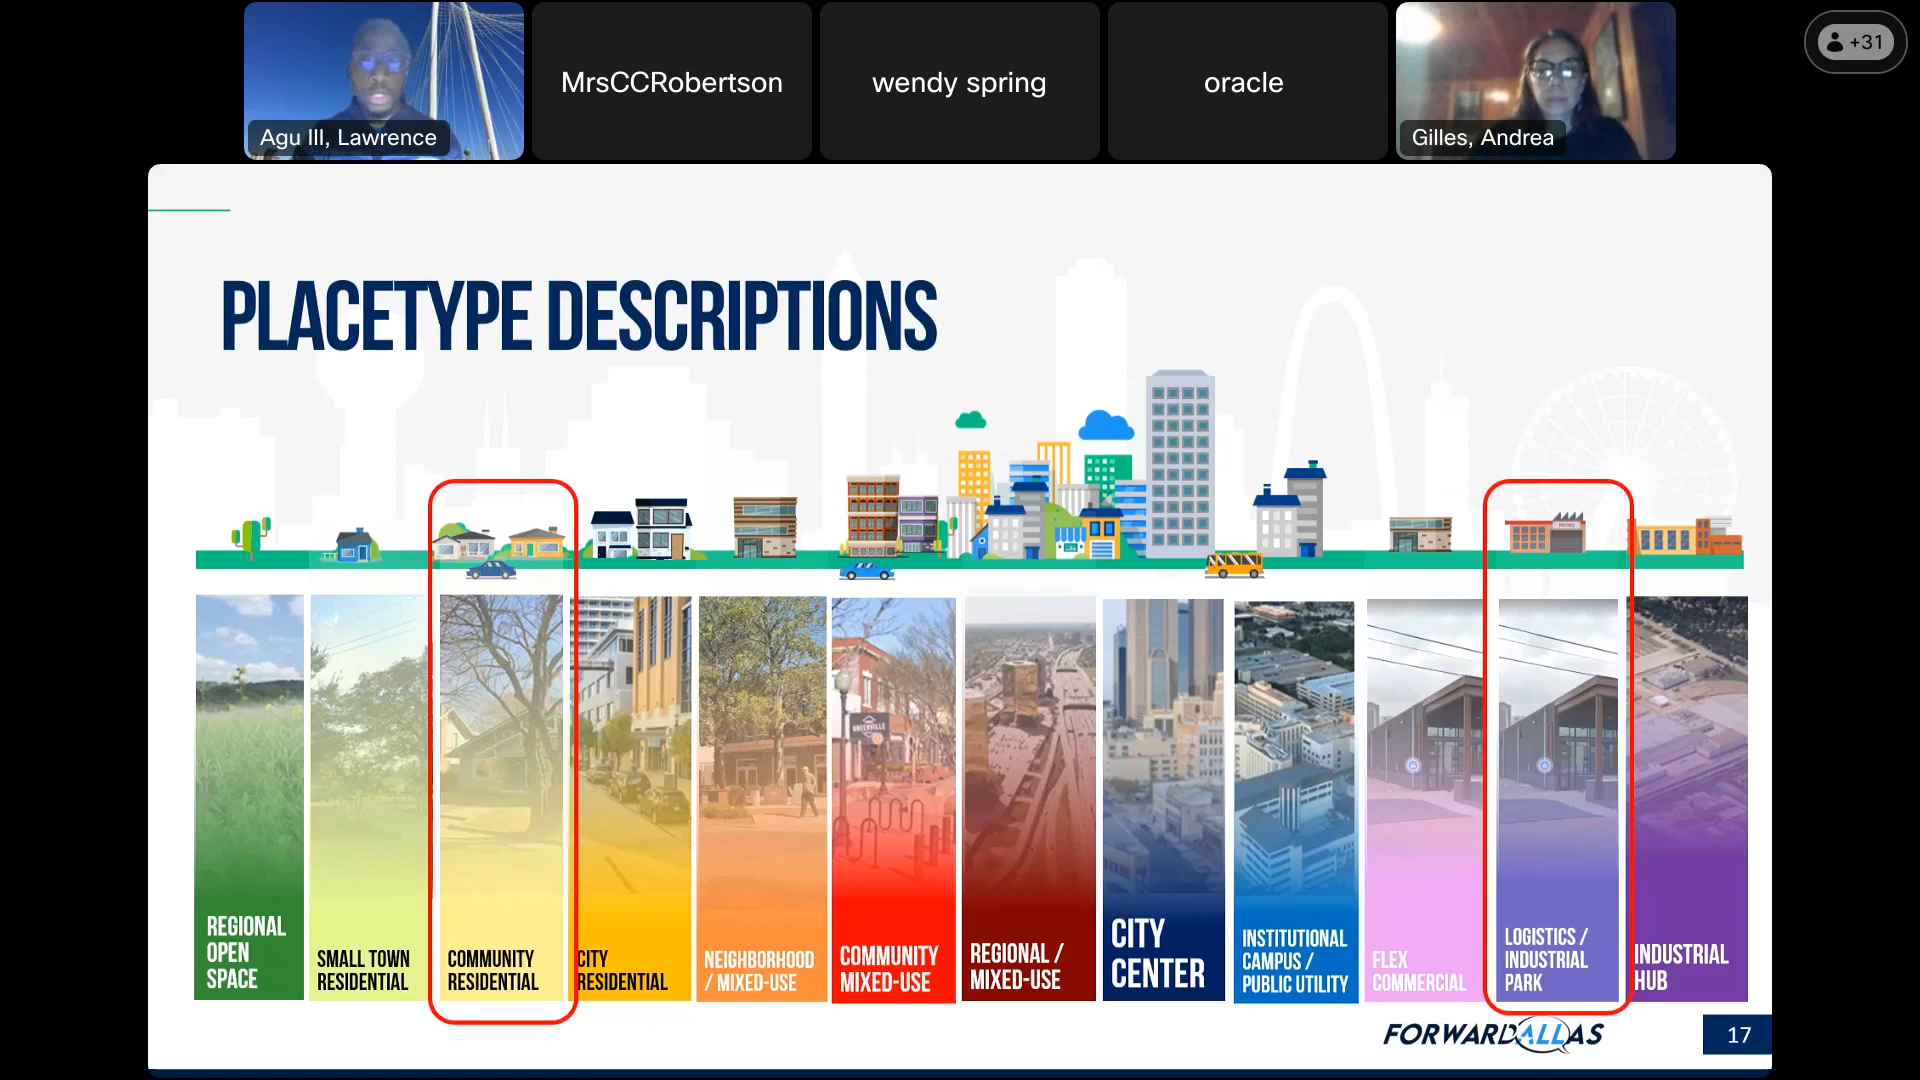 MrsCCRobertson
wendy spring
oracle
+31
Agu III, Lawrence
Gilles, Andrea
PLACETYPE DESCRIPTIONS
factory
GREENVILLE
REGIONAL
OPEN
SPACE
SMALL TOWN
RESIDENTIAL
COMMUNITY
RESIDENTIAL
CITY
RESIDENTIAL
NEIGHBORHOOD
/ MIXED-USE
COMMUNITY
MIXED-USE
REGIONAL /
MIXED-USE
CITY
CENTER
INSTITUTIONAL
CAMPUS /
PUBLIC UTILITY
FLEX
COMMERCIAL
LOGISTICS /
INDUSTRIAL
PARK
INDUSTRIAL
HUB
FORWARDALLAS
17